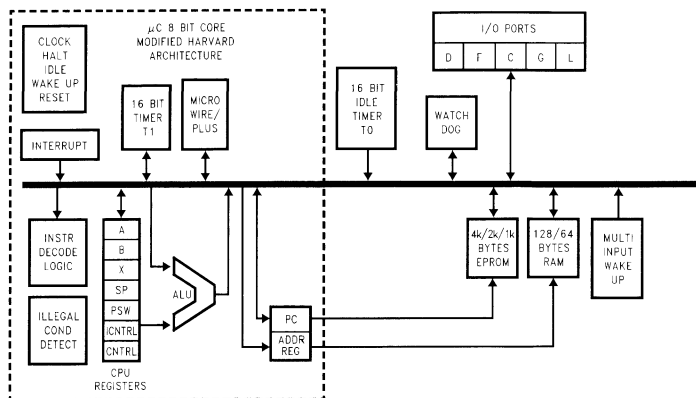 CLOCK
HALT
IDLE
WAKE UP
RESET
µC 8 BIT CORE
MODIFIED HARVARD
ARCHITECTURE
I/O PORTS
D F C G L
16 BIT
TIMER
T1
MICRO
WIRE/
PLUS
16 BIT
IDLE
TIMER
T0
WATCH
DOG
INTERRUPT
INSTR
DECODE
LOGIC
ILLEGAL
COND
DETECT
A
B
X
SP
PSW
ICNTRL
CNTRL
CPU
REGISTERS
ALU
PC
ADDR
REG
4k/2k/1k
BYTES
EPROM
128/64
BYTES
RAM
MULTI
INPUT
WAKE
UP